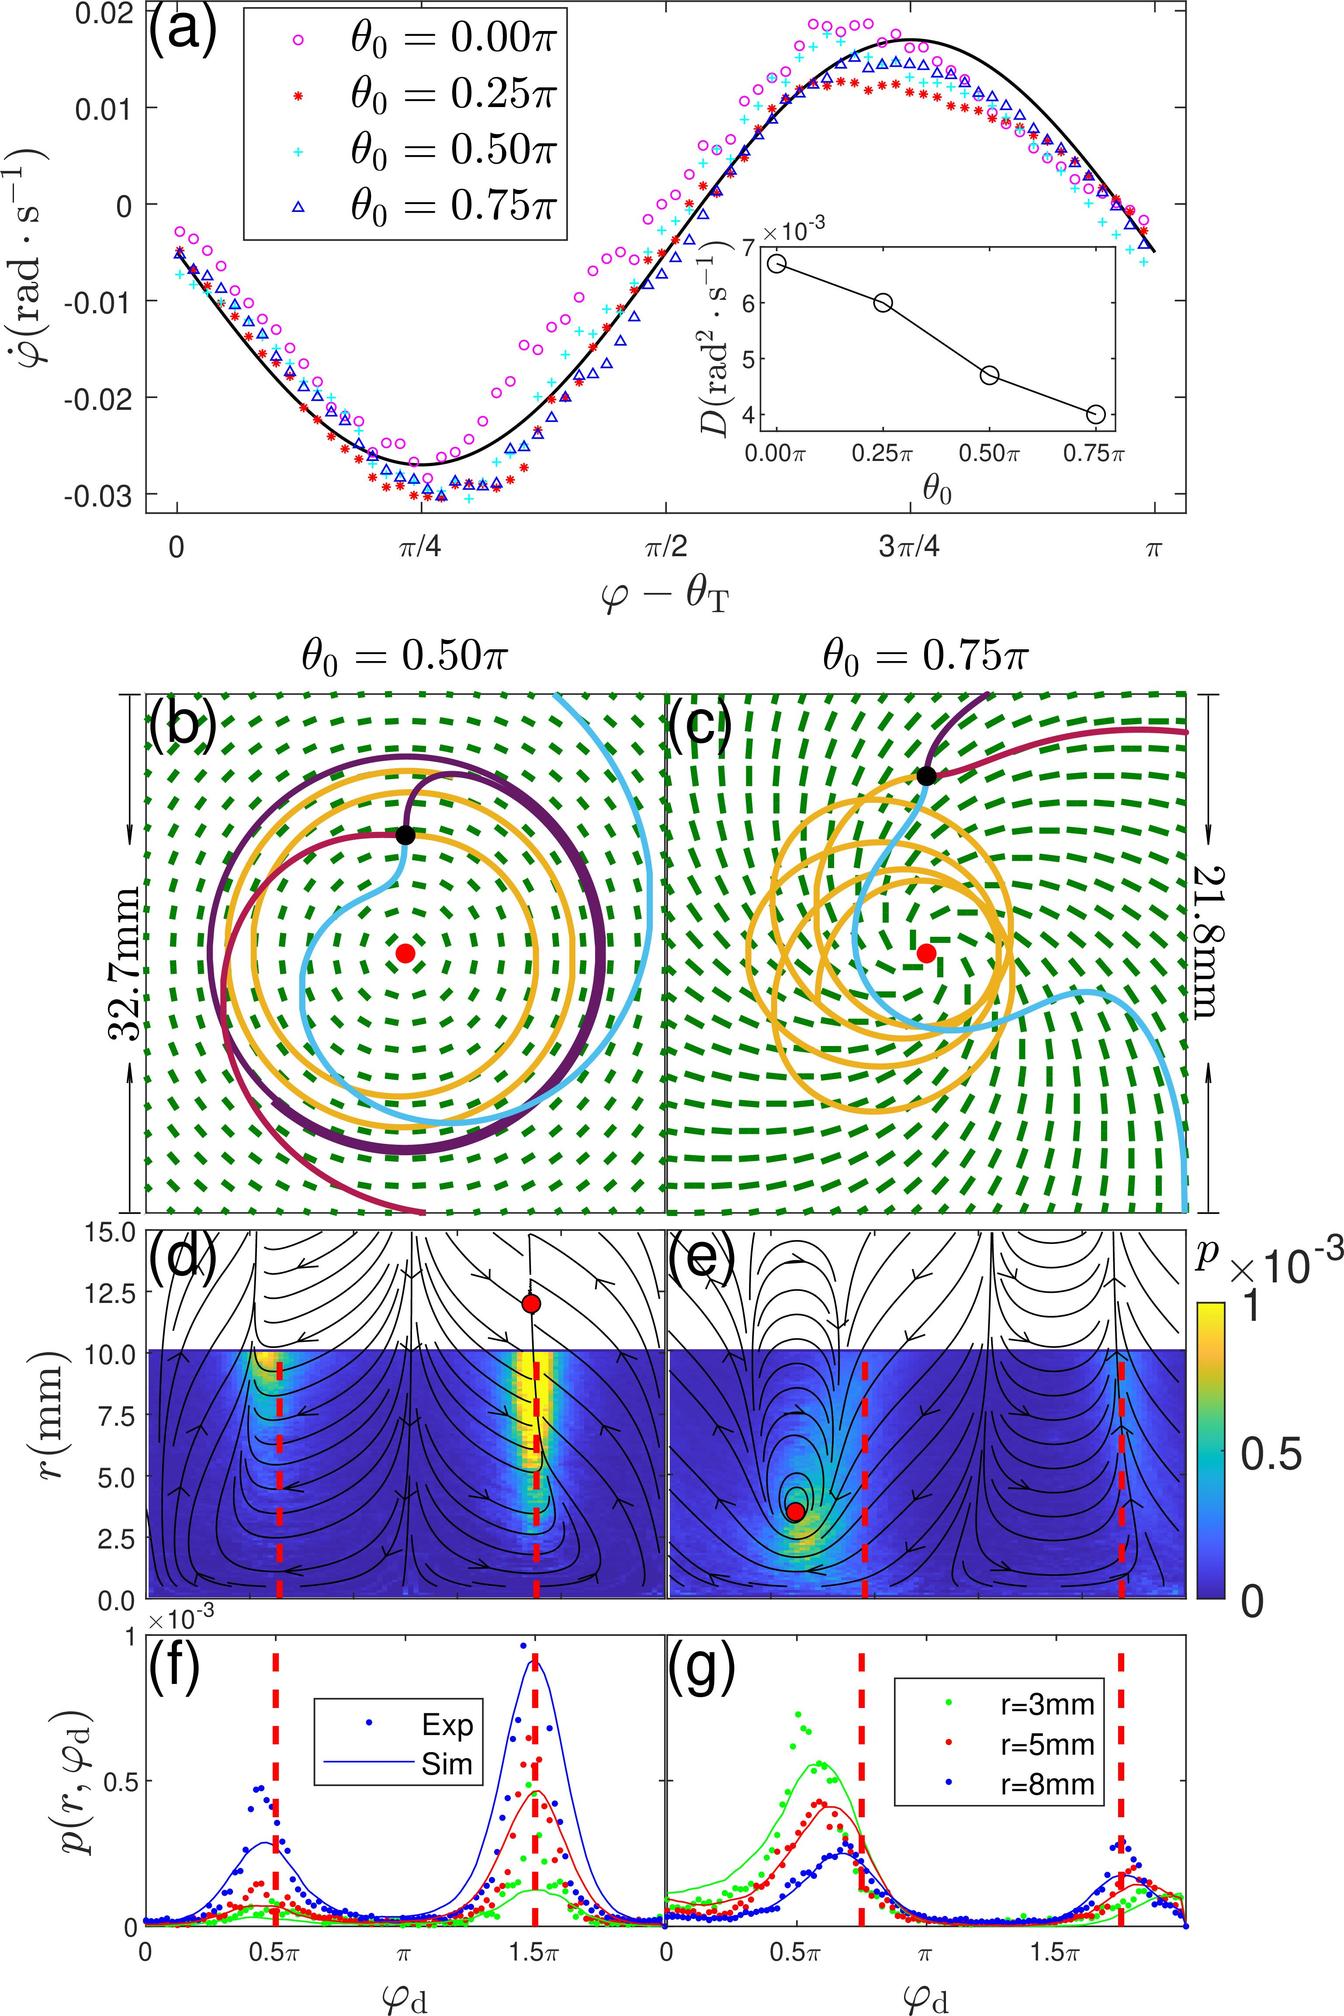 (a)
θ₀ = 0.00π
θ₀ = 0.25π
θ₀ = 0.50π
θ₀ = 0.75π
0.02
0.01
0
-0.01
-0.02
-0.03
φ̇(rad · s⁻¹)
0 π/4 π/2 3π/4 π
φ − θ_T
×10⁻³
7
6
5
4
D(rad² · s⁻¹)
0.00π 0.25π 0.50π 0.75π
θ₀
θ₀ = 0.50π θ₀ = 0.75π
(b) (c)
32.7mm
21.8mm
(d) (e)
15.0
12.5
10.0
7.5
5.0
2.5
0.0
r(mm)
p ×10⁻³
1
0.5
0
×10⁻³
(f) (g)
1
0.5
0
p(r, φ_d)
Exp
Sim
r=3mm
r=5mm
r=8mm
0 0.5π π 1.5π 0 0.5π π 1.5π
φ_d φ_d